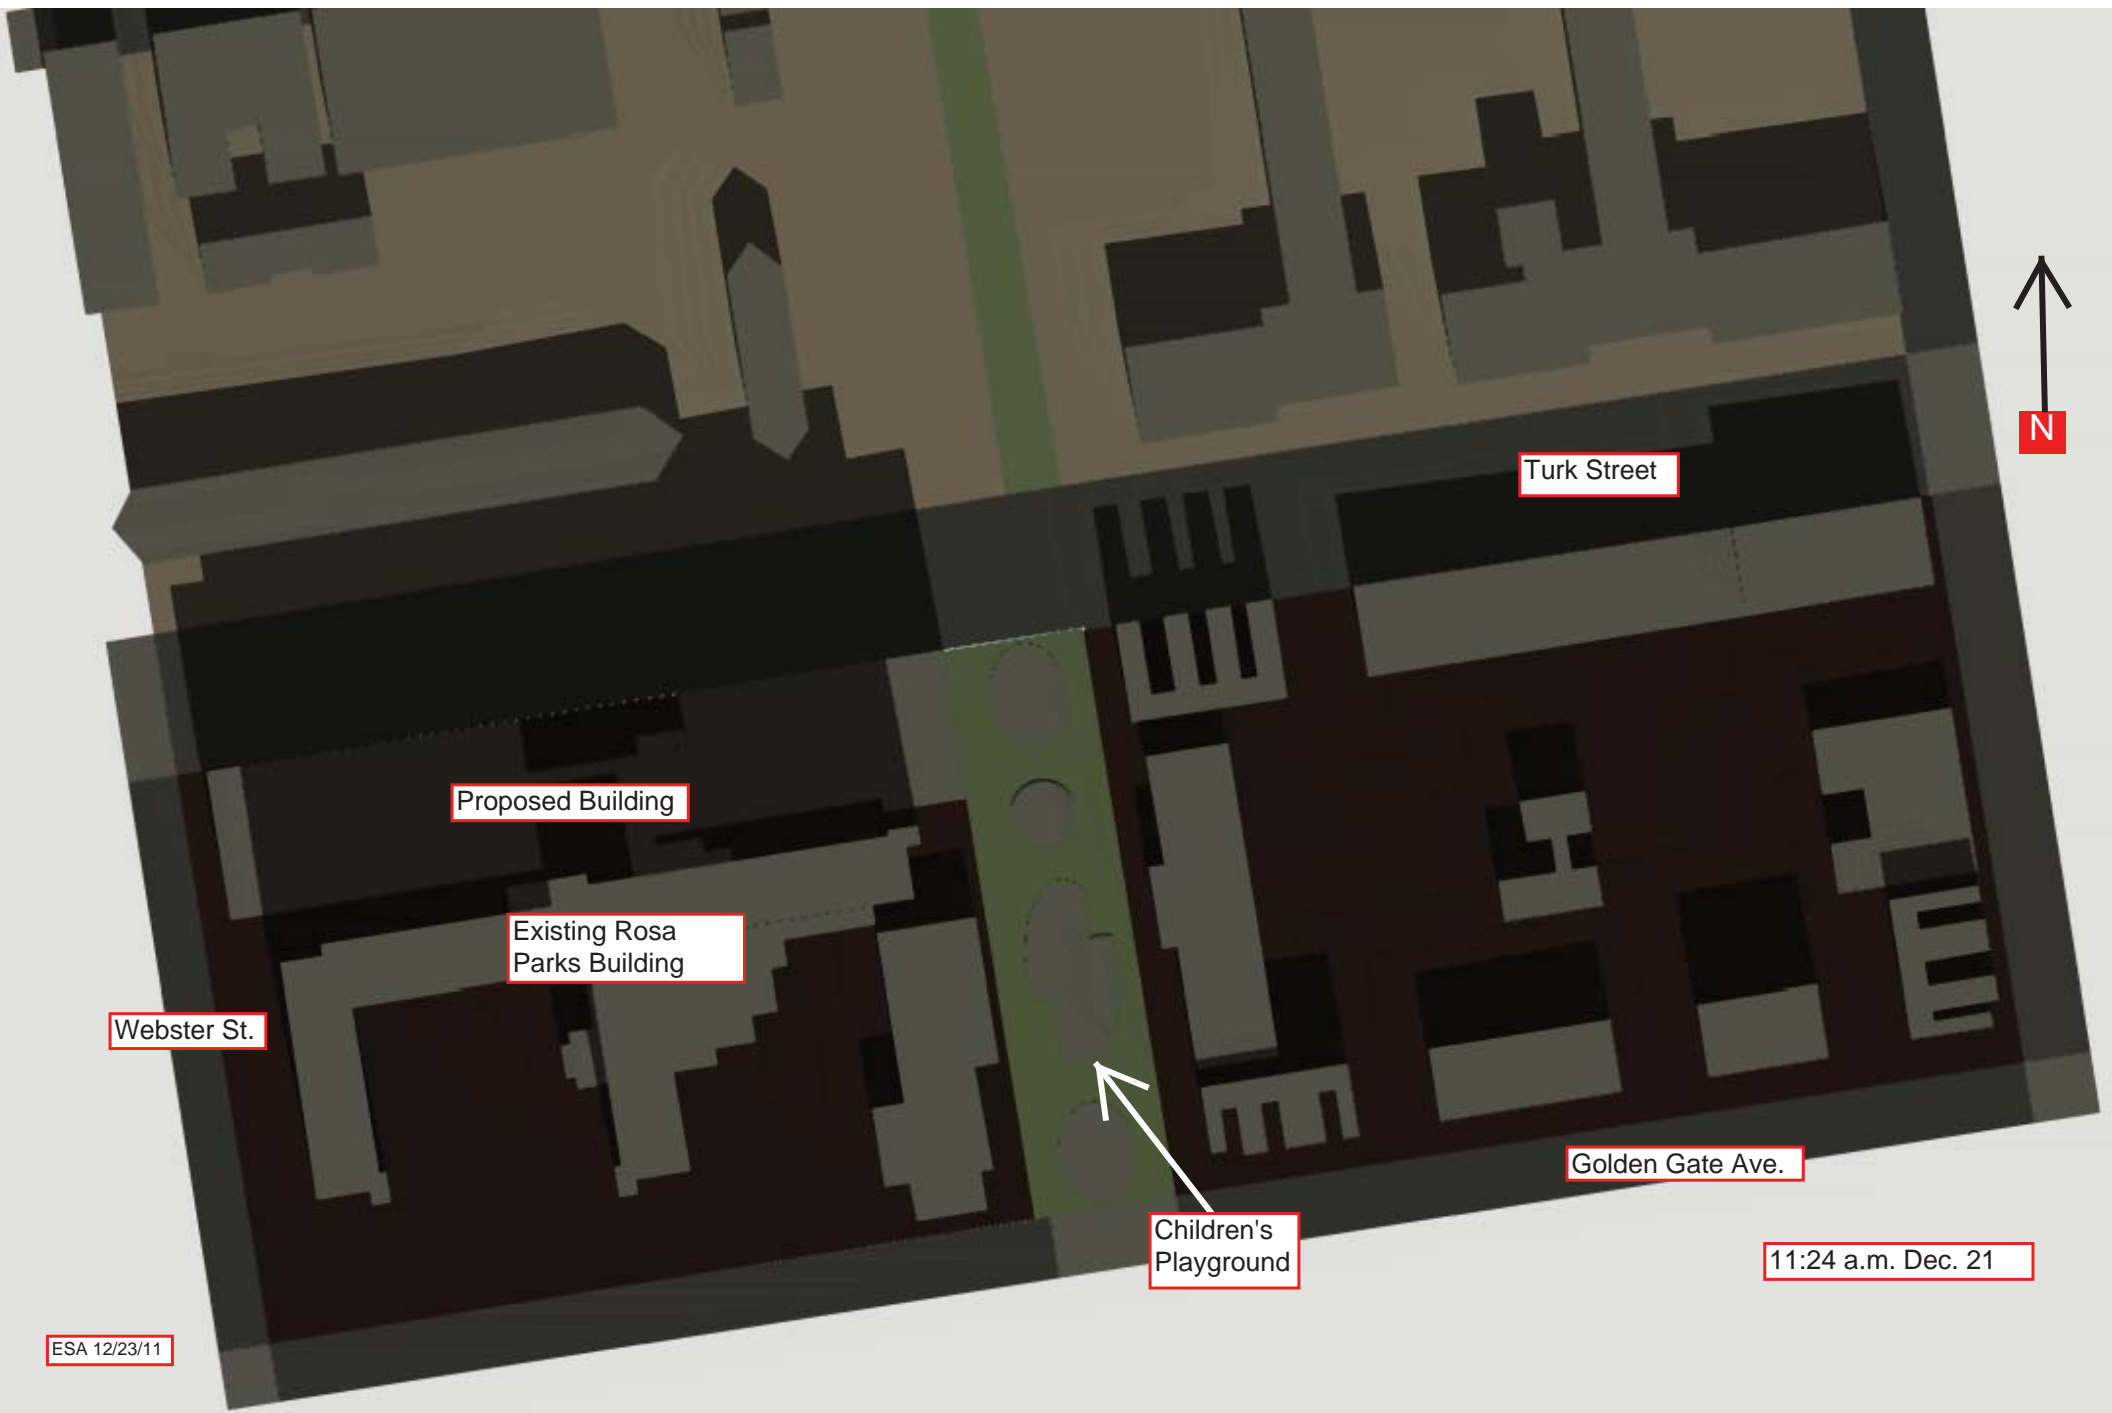 N
Turk Street
Proposed Building
Existing Rosa
Parks Building
Webster St.
Golden Gate Ave.
Children's
Playground
11:24 a.m. Dec. 21
ESA 12/23/11